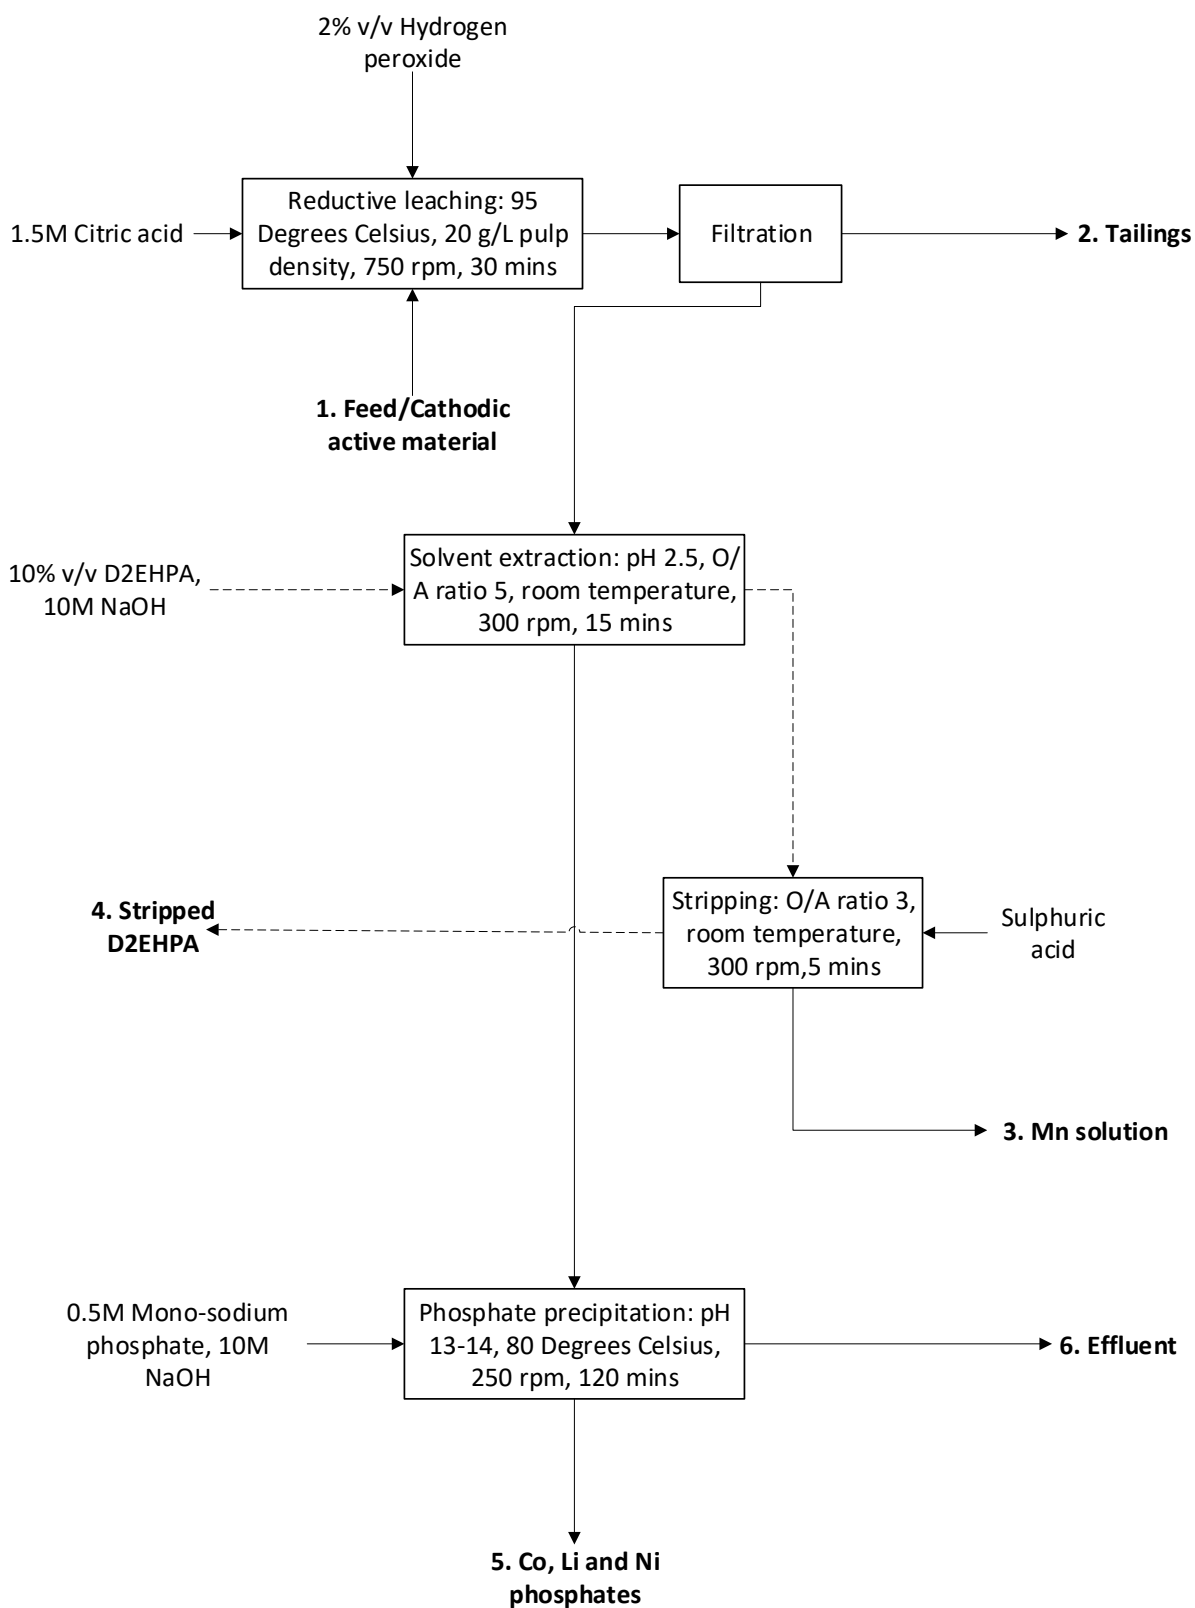 2% v/v Hydrogen
peroxide
1.5M Citric acid
Reductive leaching: 95
Degrees Celsius, 20 g/L pulp
density, 750 rpm, 30 mins
Filtration
2. Tailings
1. Feed/Cathodic
active material
10% v/v D2EHPA,
10M NaOH
Solvent extraction: pH 2.5, O/
A ratio 5, room temperature,
300 rpm, 15 mins
4. Stripped
D2EHPA
Stripping: O/A ratio 3,
room temperature,
300 rpm,5 mins
Sulphuric
acid
3. Mn solution
0.5M Mono-sodium
phosphate, 10M
NaOH
Phosphate precipitation: pH
13-14, 80 Degrees Celsius,
250 rpm, 120 mins
6. Effluent
5. Co, Li and Ni
phosphates